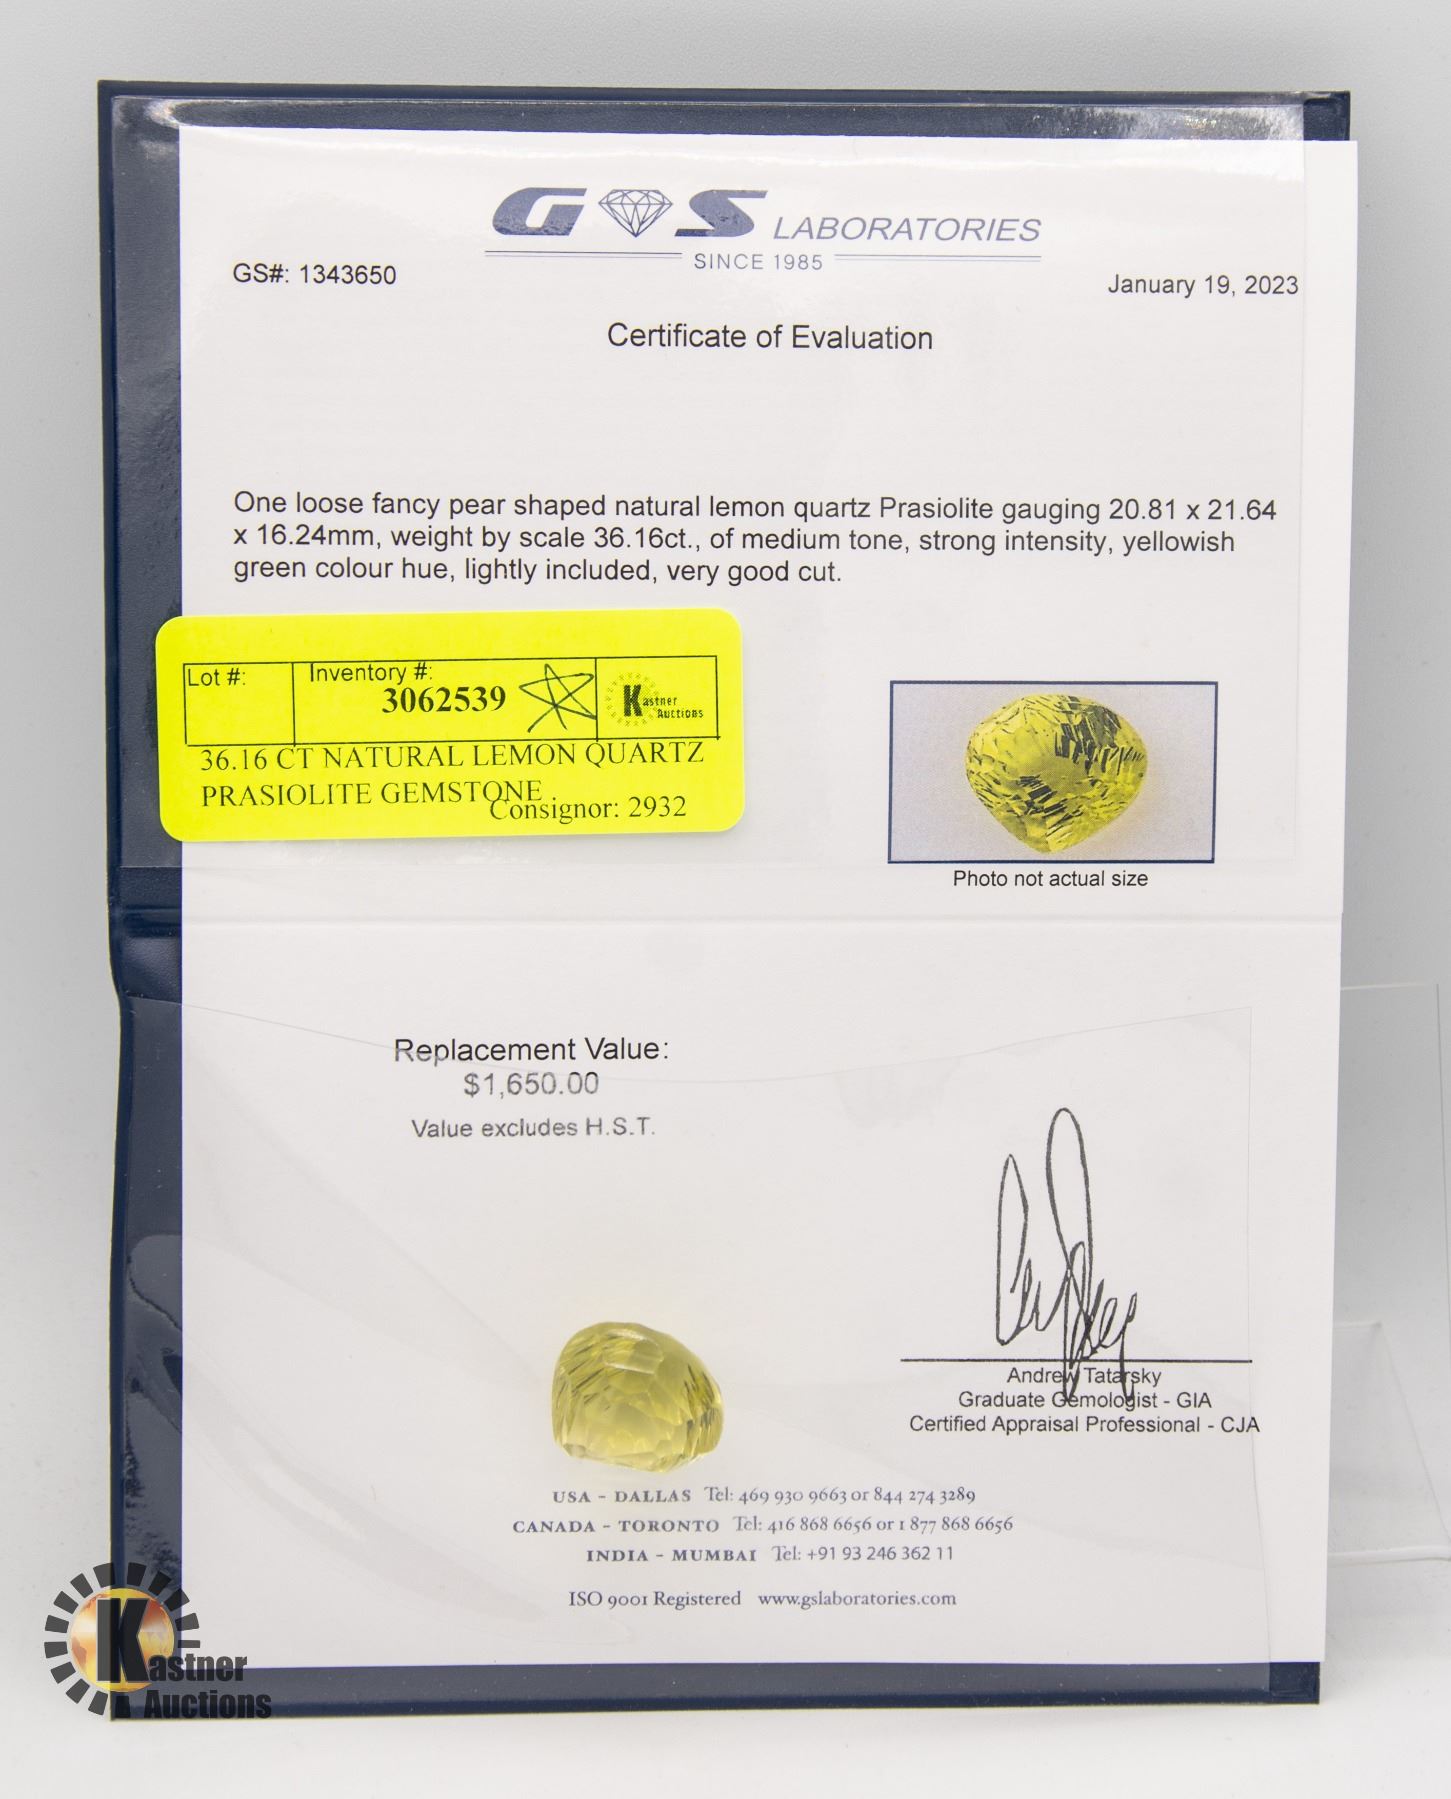 GS LABORATORIES
SINCE 1985
GS#: 1343650
January 19, 2023
Certificate of Evaluation
One loose fancy pear shaped natural lemon quartz Prasiolite gauging 20.81 x 21.64
x 16.24mm, weight by scale 36.16ct., of medium tone, strong intensity, yellowish
green colour hue, lightly included, very good cut.
Lot #:
Inventory #:
3062539
Kastner
Auctions
36.16 CT NATURAL LEMON QUARTZ
PRASIOLITE GEMSTONE
Consignor: 2932
Photo not actual size
Replacement Value:
$1,650.00
Value excludes H.S.T.
Andrew Tatarsky
Graduate Gemologist - GIA
Certified Appraisal Professional - CJA
USA - DALLAS Tel: 469 930 9663 or 844 274 3289
CANADA - TORONTO Tel: 416 868 6656 or 1 877 868 6656
INDIA - MUMBAI Tel: +91 93 246 362 11
ISO 9001 Registered www.gslaboratories.com
Kastner
Auctions